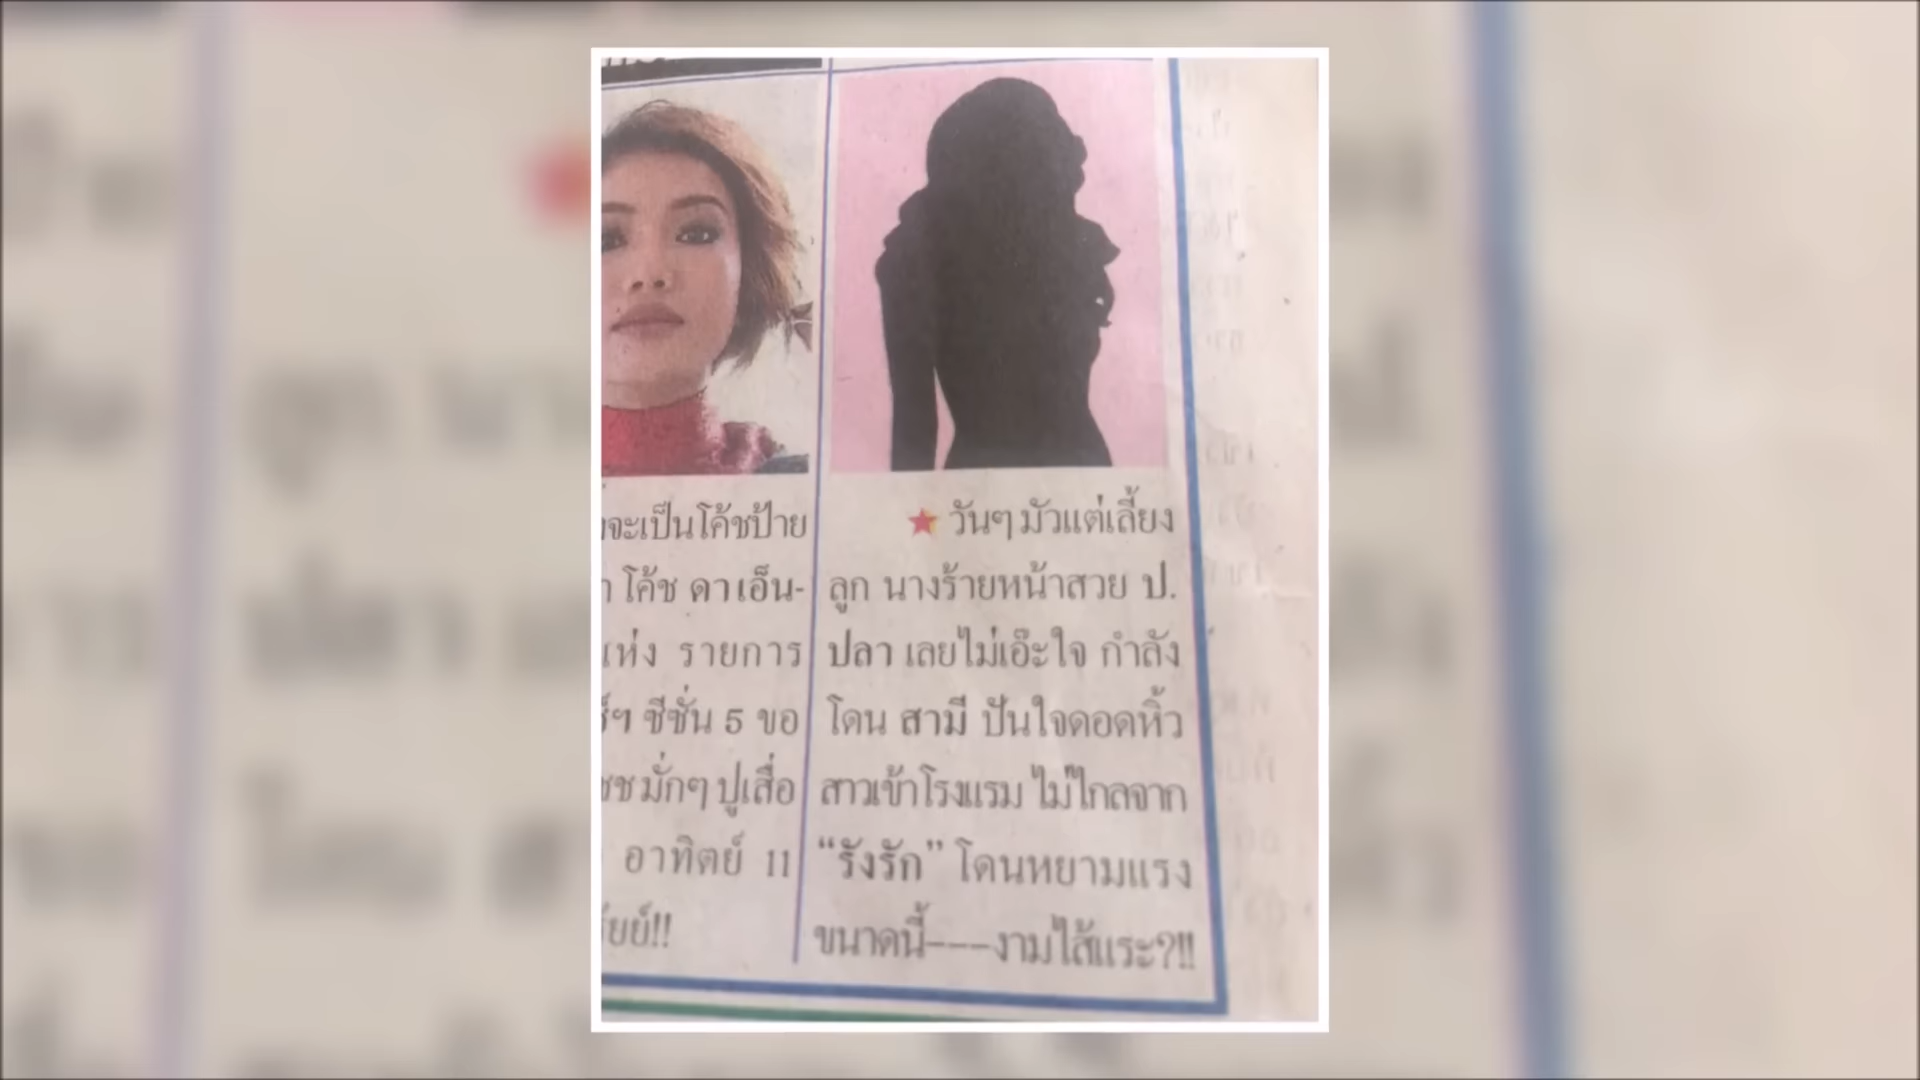 จะเป็นโค้ชป้าย
โค้ช ดาเอ็น-
แห่ง รายการ
ซีซั่น 5 ขอ
มั่กๆ ปูเสื่อ
อาทิตย์ 11
★ วันๆ มัวแต่เลี้ยง
ลูก นางร้ายหน้าสวย ป.
ปลา เลยไม่เอ๊ะใจ กำลัง
โดน สามี ปันใจดอดหิ้ว
สาวเข้าโรงแรม ไม่ไกลจาก
“รังรัก” โดนหยามแรง
ขนาดนี้---งามไส้แระ?!!